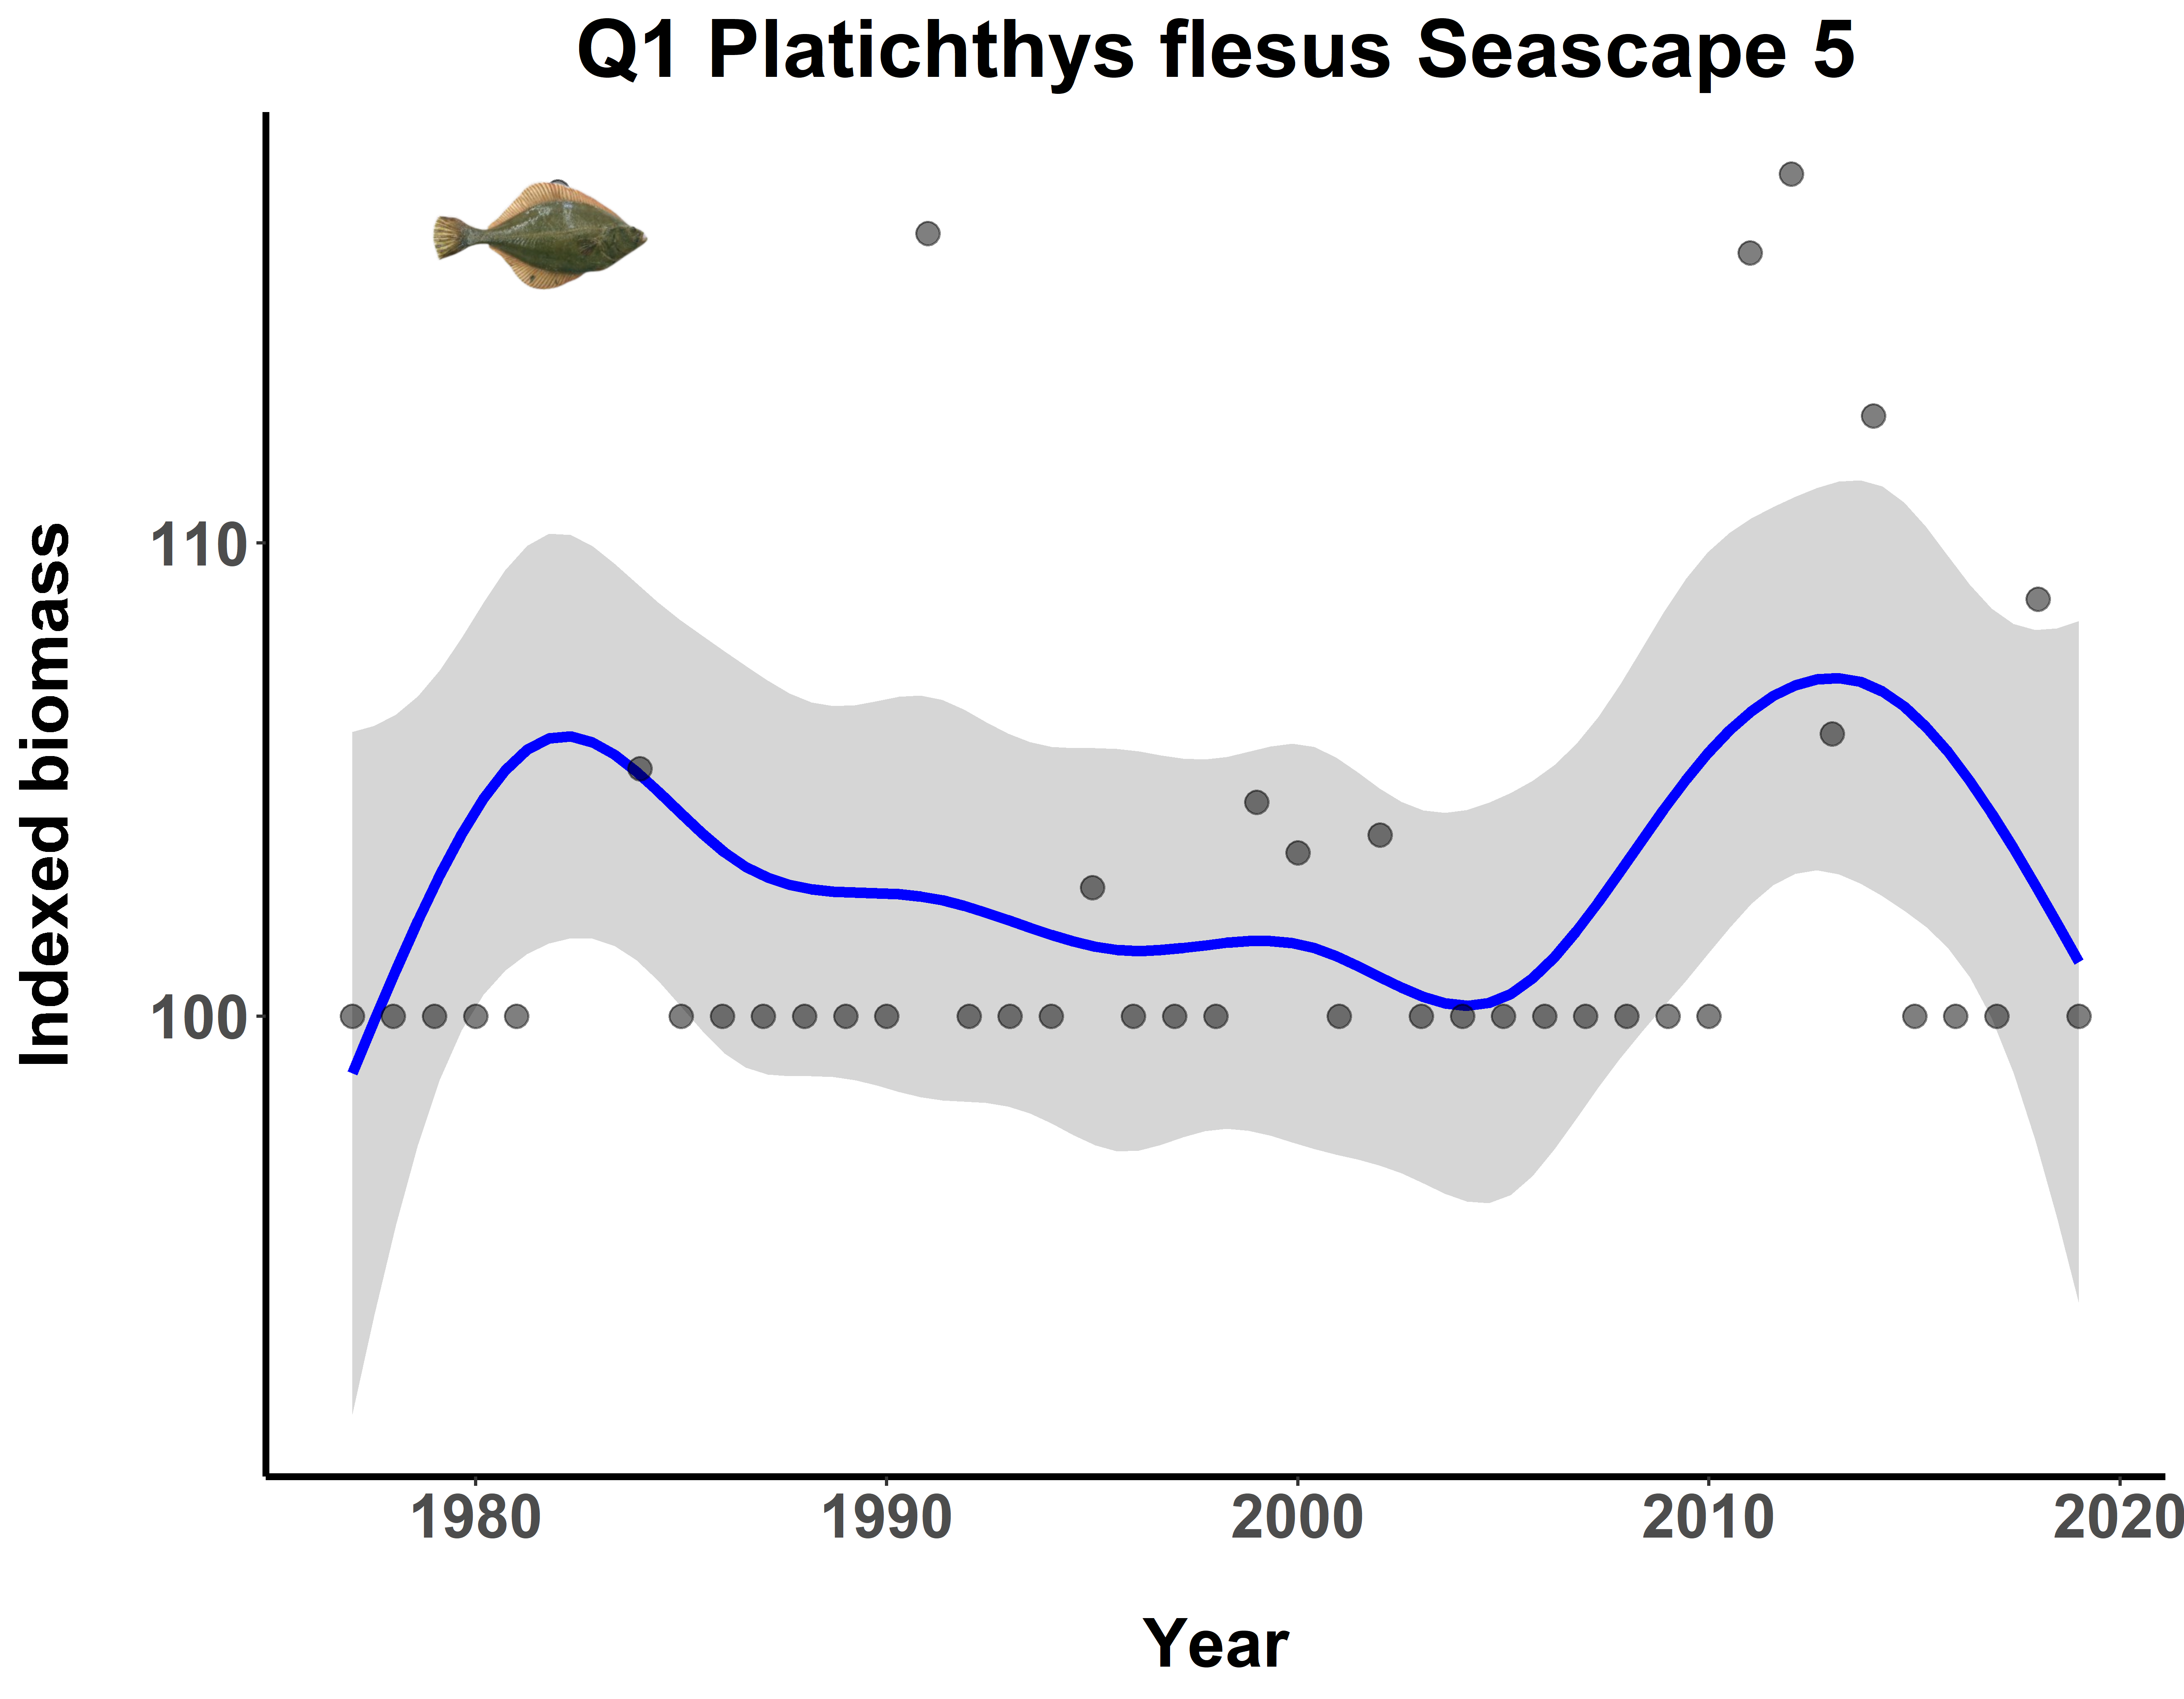 Q1 Platichthys flesus Seascape 5
Indexed biomass
110
100
1980 1990 2000 2010 2020
Year